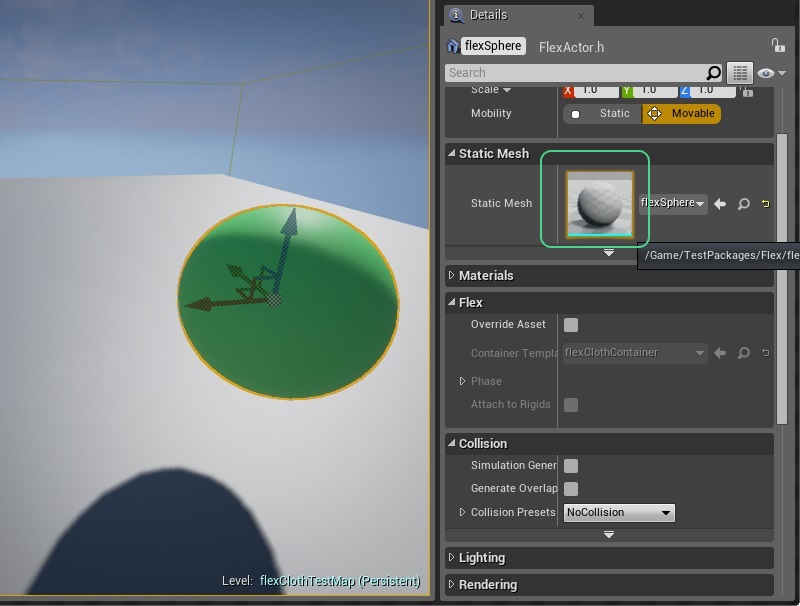 Details
flexSphere FlexActor.h
Search
Scale X 1.0 Y 1.0 Z 1.0
Mobility Static Movable
Static Mesh
Static Mesh flexSphere
/Game/TestPackages/Flex/fle
Materials
Flex
Override Asset
Container Templa flexClothContainer
Phase
Attach to Rigids
Collision
Simulation Gener
Generate Overlap
Collision Presets NoCollision
Lighting
Rendering
Level: flexClothTestMap (Persistent)